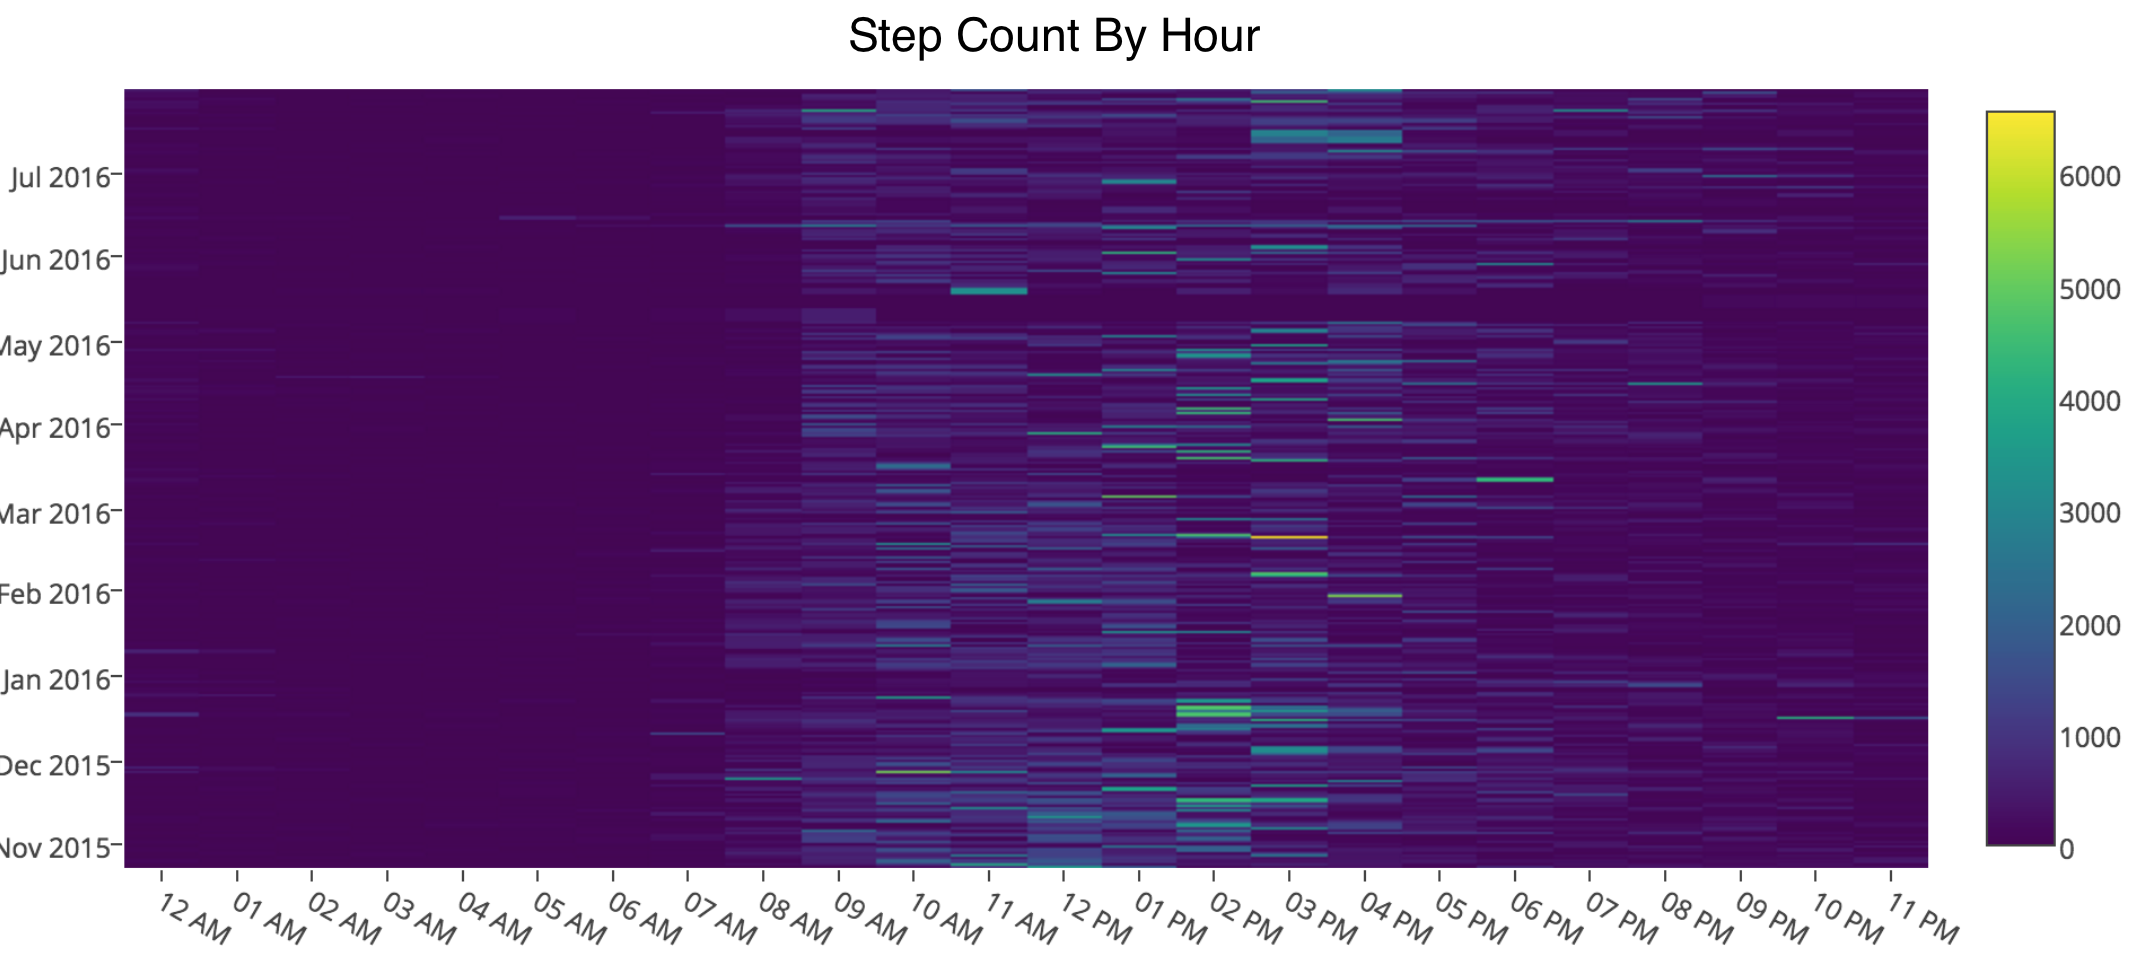 Step Count By Hour
Jul 2016
Jun 2016
May 2016
Apr 2016
Mar 2016
Feb 2016
Jan 2016
Dec 2015
Nov 2015
12 AM
01 AM
02 AM
03 AM
04 AM
05 AM
06 AM
07 AM
08 AM
09 AM
10 AM
11 AM
12 PM
01 PM
02 PM
03 PM
04 PM
05 PM
06 PM
07 PM
08 PM
09 PM
10 PM
11 PM
6000
5000
4000
3000
2000
1000
0